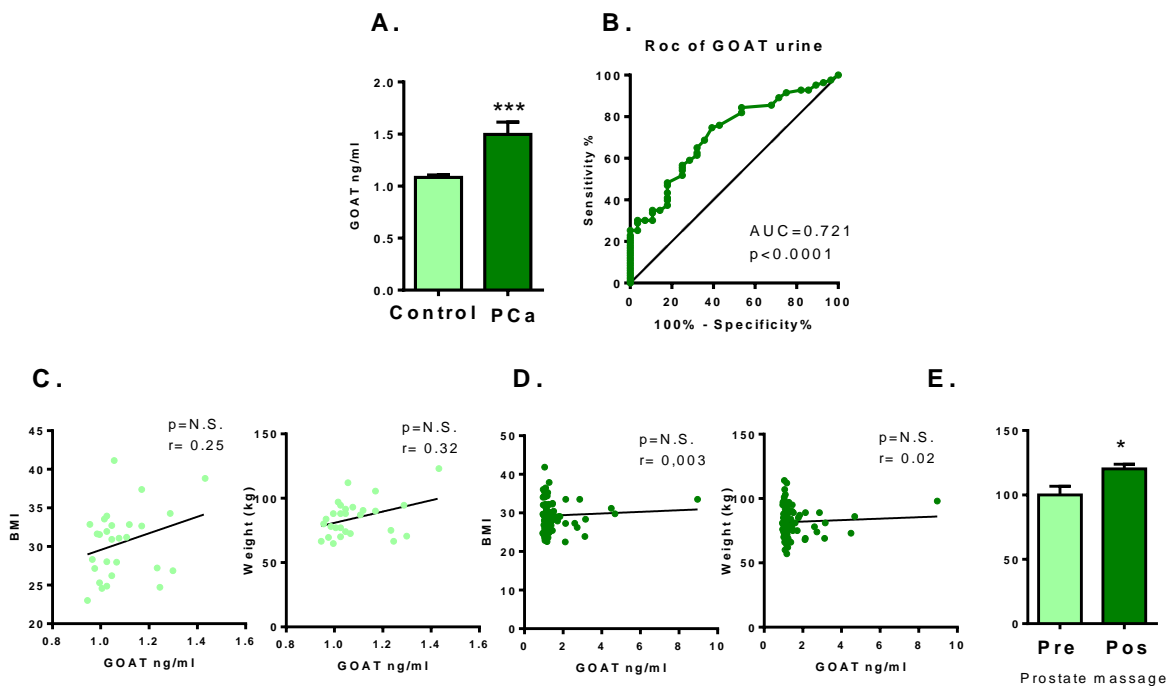 A.
GOAT ng/ml
2.0
1.5
1.0
0.5
0.0
***
Control PCa
B.
Roc of GOAT urine
Sensitivity %
100
80
60
40
20
0
AUC=0.721
p<0.0001
0 20 40 60 80 100
100% - Specificity%
C.
BMI
45
40
35
30
25
20
p=N.S.
r= 0.25
0.8 1.0 1.2 1.4 1.6
GOAT ng/ml
Weight (kg)
150
100
50
0
p=N.S.
r= 0.32
0.8 1.0 1.2 1.4 1.6
GOAT ng/ml
D.
BMI
50
40
30
20
10
0
p=N.S.
r= 0,003
0 2 4 6 8 10
GOAT ng/ml
Weight (kg)
150
100
50
0
p=N.S.
r= 0.02
0 2 4 6 8 10
GOAT ng/ml
E.
150
100
50
0
*
Pre Pos
Prostate massage